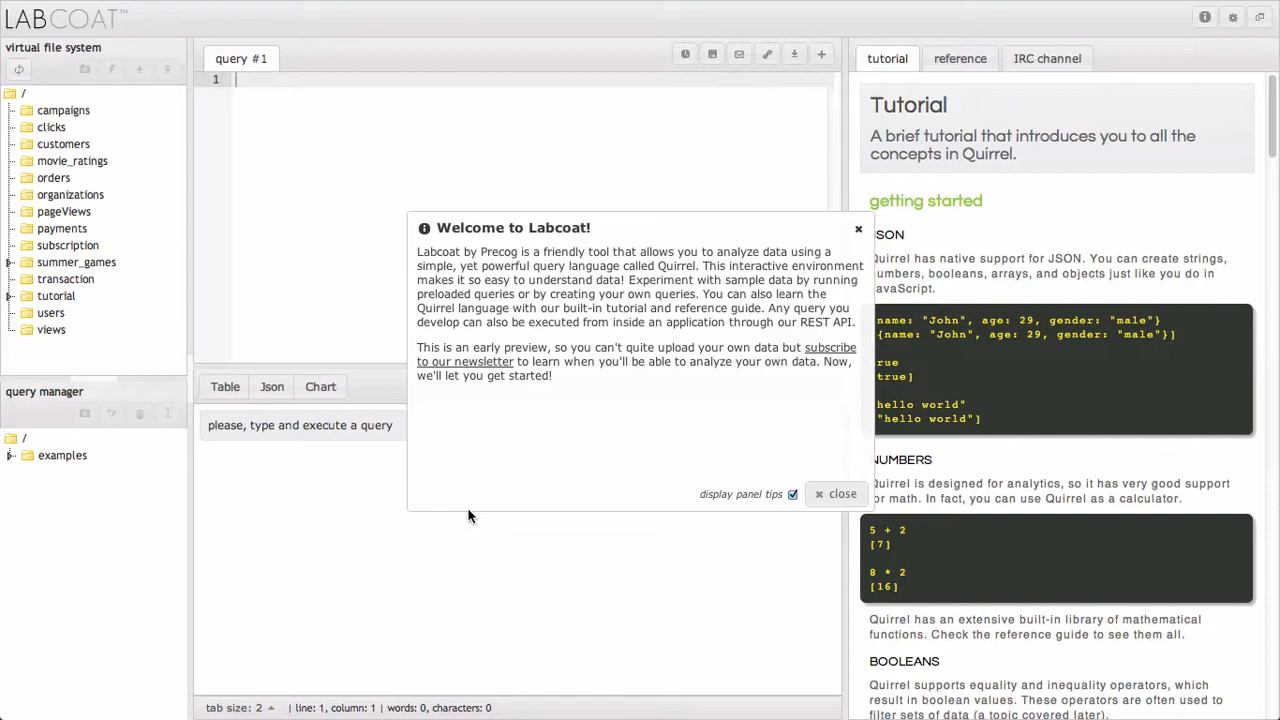 LABCOAT™
virtual file system
/
campaigns
clicks
customers
movie_ratings
orders
organizations
pageViews
payments
subscription
summer_games
transaction
tutorial
users
views
query manager
/
examples
query #1
1
Table
Json
Chart
please, type and execute a query
tab size: 2
line: 1, column: 1 | words: 0, characters: 0
Welcome to Labcoat!
Labcoat by Precog is a friendly tool that allows you to analyze data using a
simple, yet powerful query language called Quirrel. This interactive environment
makes it so easy to understand data! Experiment with sample data by running
preloaded queries or by creating your own queries. You can also learn the
Quirrel language with our built-in tutorial and reference guide. Any query you
develop can also be executed from inside an application through our REST API.
This is an early preview, so you can't quite upload your own data but subscribe
to our newsletter to learn when you'll be able to analyze your own data. Now,
we'll let you get started!
display panel tips
close
tutorial
reference
IRC channel
Tutorial
A brief tutorial that introduces you to all the
concepts in Quirrel.
getting started
JSON
Quirrel has native support for JSON. You can create strings,
numbers, booleans, arrays, and objects just like you do in
JavaScript.
name: "John", age: 29, gender: "male"}
{name: "John", age: 29, gender: "male"}]
rue
true]
hello world"
"hello world"]
NUMBERS
Quirrel is designed for analytics, so it has very good support
for math. In fact, you can use Quirrel as a calculator.
5 + 2
[7]
8 * 2
[16]
Quirrel has an extensive built-in library of mathematical
functions. Check the reference guide to see them all.
BOOLEANS
Quirrel supports equality and inequality operators, which
result in boolean values. These operators are often used to
filter sets of data (a topic covered later).